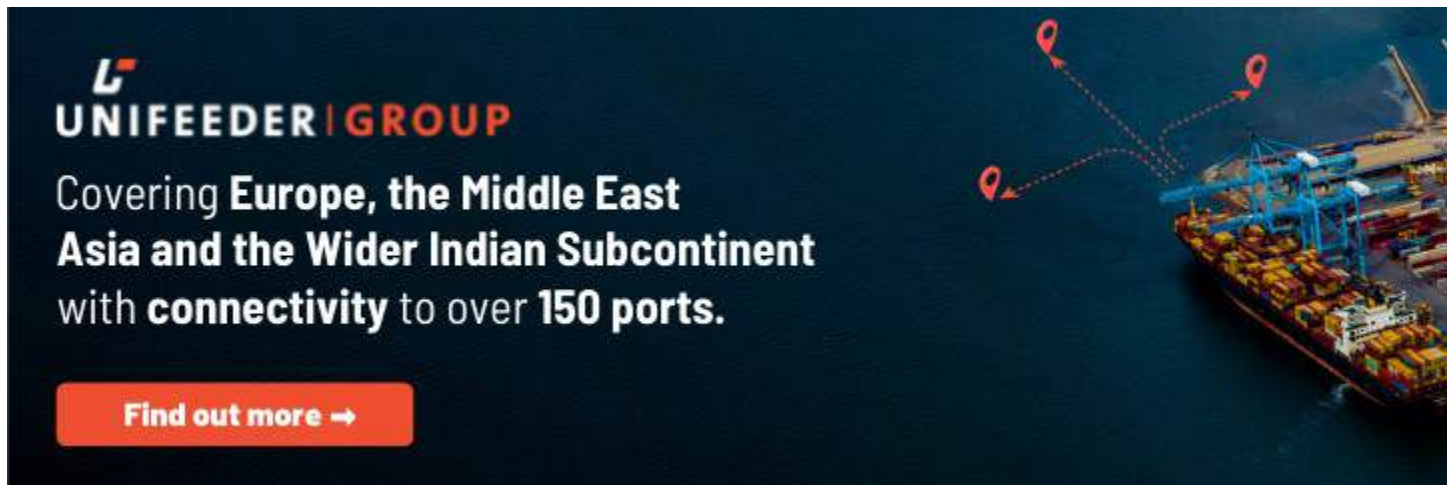 UNIFEEDER | GROUP
Covering Europe, the Middle East
Asia and the Wider Indian Subcontinent
with connectivity to over 150 ports.
Find out more ➞